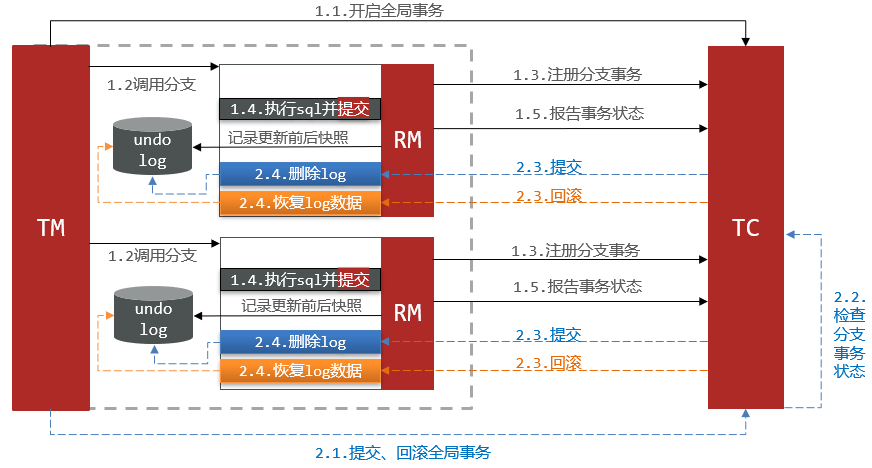 1.1.开启全局事务
1.2调用分支
1.3.注册分支事务
1.4.执行sql并提交
1.5.报告事务状态
undo
log
记录更新前后快照
RM
2.3.提交
2.4.删除log
2.3.回滚
2.4.恢复log数据
TM
TC
1.2调用分支
1.3.注册分支事务
1.4.执行sql并提交
1.5.报告事务状态
undo
log
记录更新前后快照
RM
2.3.提交
2.4.删除log
2.3.回滚
2.4.恢复log数据
2.2.
检查
分支
事务
状态
2.1.提交、回滚全局事务